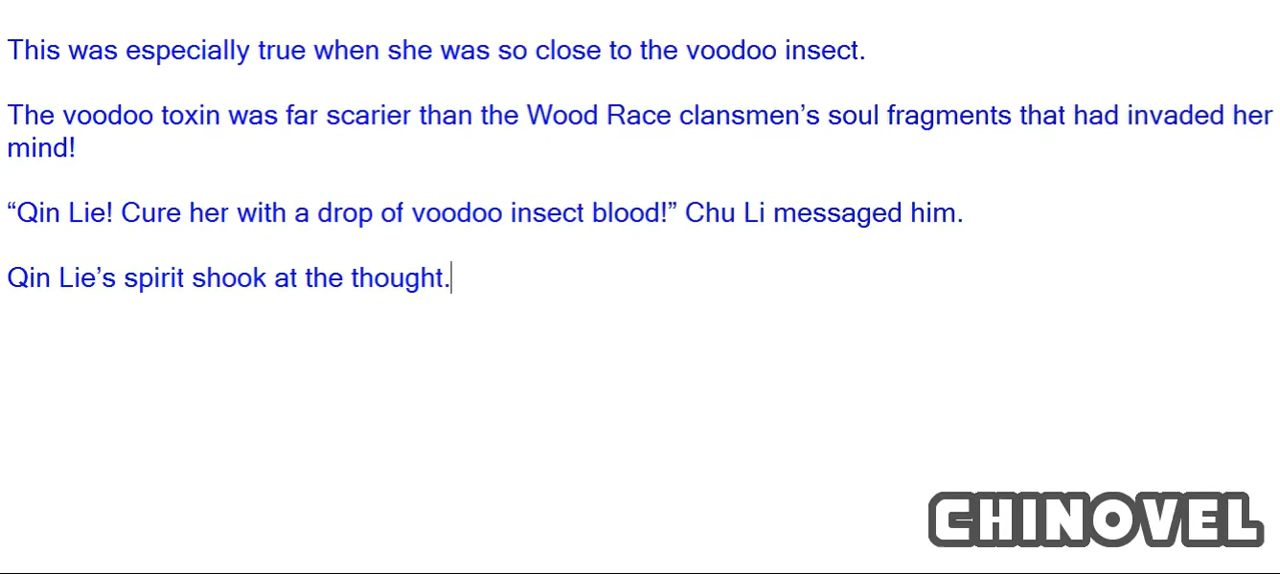 This was especially true when she was so close to the voodoo insect.
The voodoo toxin was far scarier than the Wood Race clansmen’s soul fragments that had invaded her
mind!
“Qin Lie! Cure her with a drop of voodoo insect blood!” Chu Li messaged him.
Qin Lie’s spirit shook at the thought.
CHINOVEL